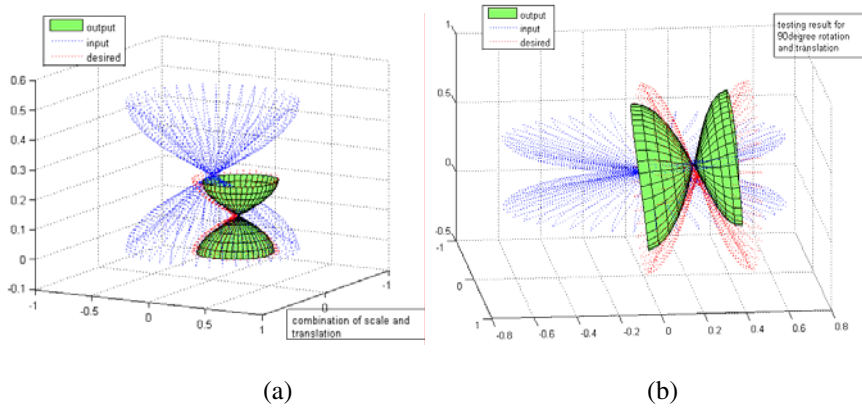 output
input
desired
0.6
0.5
0.4
0.3
0.2
0.1
0
-0.1
-1
-0.5
0
0.5
1
-1
0
combination of scale and
translation
(a)
output
input
desired
testing result for
90degree rotation
and translation
1
0.5
0
-0.5
-1
0
1
-0.8
-0.6
-0.4
-0.2
0
0.2
0.4
0.6
0.8
(b)